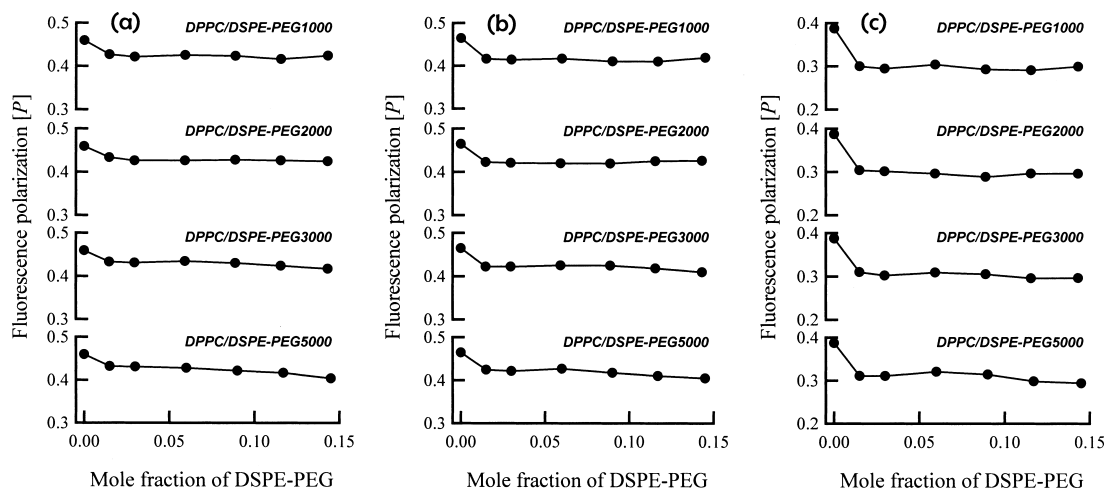 (a)
DPPC/DSPE-PEG1000
0.5
0.4
0.3
DPPC/DSPE-PEG2000
0.5
0.4
0.3
DPPC/DSPE-PEG3000
0.5
0.4
0.3
DPPC/DSPE-PEG5000
0.5
0.4
0.3
0.00 0.05 0.10 0.15
Fluorescence polarization [P]
Mole fraction of DSPE-PEG
(b)
DPPC/DSPE-PEG1000
0.5
0.4
0.3
DPPC/DSPE-PEG2000
0.5
0.4
0.3
DPPC/DSPE-PEG3000
0.5
0.4
0.3
DPPC/DSPE-PEG5000
0.5
0.4
0.3
0.00 0.05 0.10 0.15
Fluorescence polarization [P]
Mole fraction of DSPE-PEG
(c)
DPPC/DSPE-PEG1000
0.4
0.3
0.2
DPPC/DSPE-PEG2000
0.4
0.3
0.2
DPPC/DSPE-PEG3000
0.4
0.3
0.2
DPPC/DSPE-PEG5000
0.4
0.3
0.2
0.00 0.05 0.10 0.15
Fluorescence polarization [P]
Mole fraction of DSPE-PEG